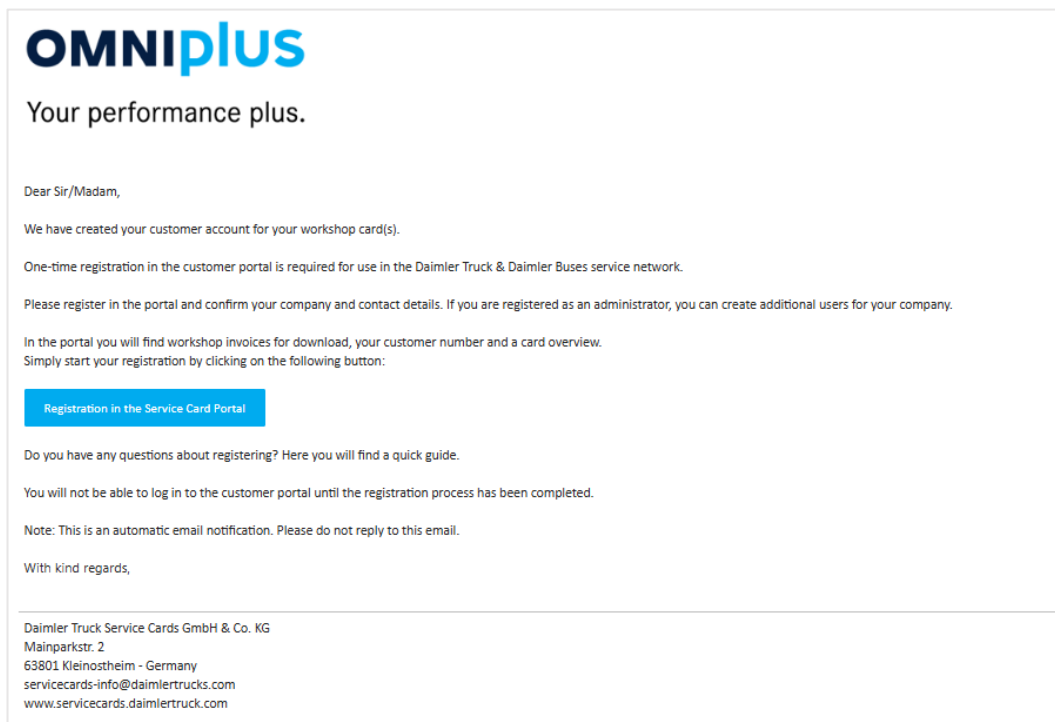 OMNIplus
Your performance plus.
Dear Sir/Madam,
We have created your customer account for your workshop card(s).
One-time registration in the customer portal is required for use in the Daimler Truck & Daimler Buses service network.
Please register in the portal and confirm your company and contact details. If you are registered as an administrator, you can create additional users for your company.
In the portal you will find workshop invoices for download, your customer number and a card overview.
Simply start your registration by clicking on the following button:
Registration in the Service Card Portal
Do you have any questions about registering? Here you will find a quick guide.
You will not be able to log in to the customer portal until the registration process has been completed.
Note: This is an automatic email notification. Please do not reply to this email.
With kind regards,
Daimler Truck Service Cards GmbH & Co. KG
Mainparkstr. 2
63801 Kleinostheim - Germany
servicecards-info@daimlertrucks.com
www.servicecards.daimlertruck.com